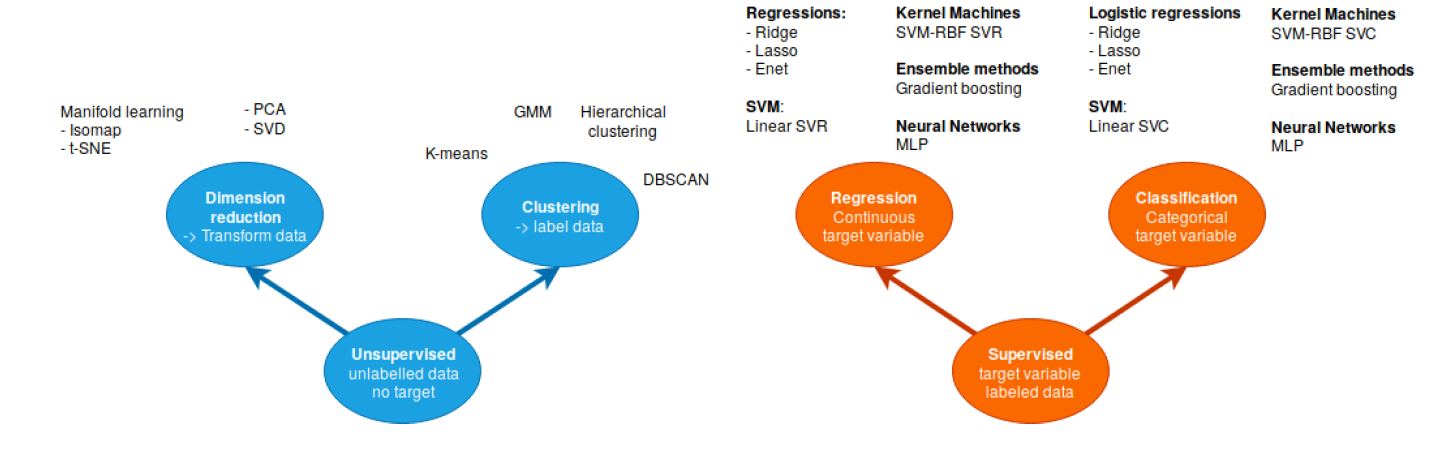 Manifold learning
- Isomap
- t-SNE
- PCA
- SVD
Dimension
reduction
-> Transform data
GMM
Hierarchical
clustering
K-means
DBSCAN
Clustering
-> label data
Unsupervised
unlabelled data
no target
Regressions:
- Ridge
- Lasso
- Enet
SVM:
Linear SVR
Kernel Machines
SVM-RBF SVR
Ensemble methods
Gradient boosting
Neural Networks
MLP
Regression
Continuous
target variable
Logistic regressions
- Ridge
- Lasso
- Enet
SVM:
Linear SVC
Kernel Machines
SVM-RBF SVC
Ensemble methods
Gradient boosting
Neural Networks
MLP
Classification
Categorical
target variable
Supervised
target variable
labeled data